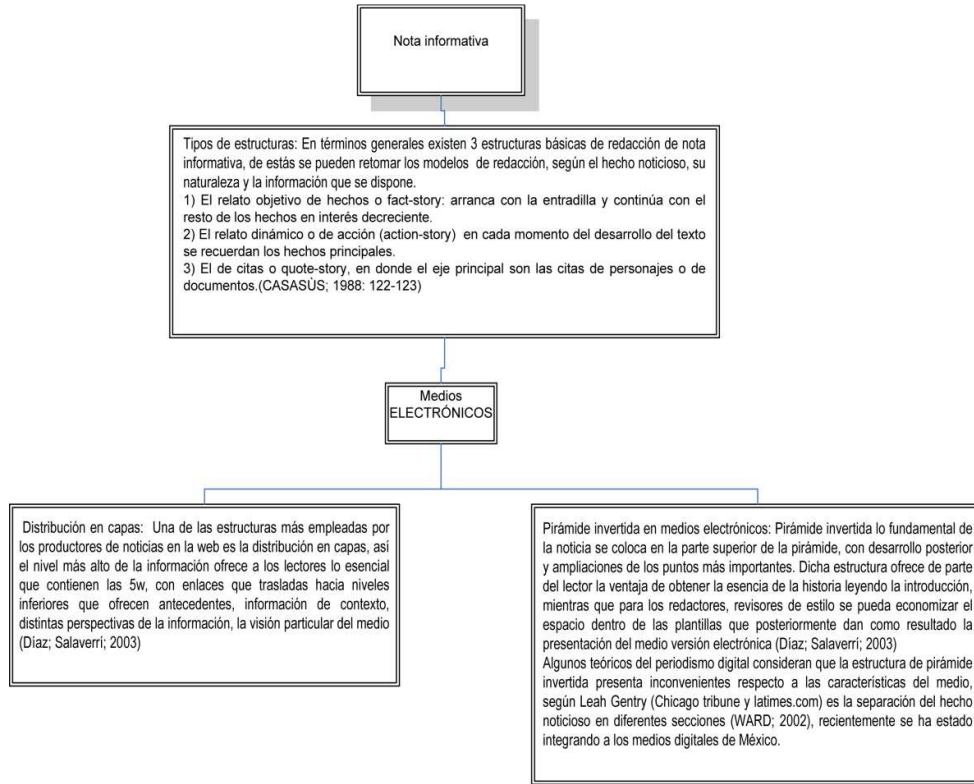 Nota informativa
Tipos de estructuras: En términos generales existen 3 estructuras básicas de redacción de nota
informativa, de estás se pueden retomar los modelos de redacción, según el hecho noticioso, su
naturaleza y la información que se dispone.
1) El relato objetivo de hechos o fact-story: arranca con la entradilla y continúa con el
resto de los hechos en interés decreciente.
2) El relato dinámico o de acción (action-story) en cada momento del desarrollo del texto
se recuerdan los hechos principales.
3) El de citas o quote-story, en donde el eje principal son las citas de personajes o de
documentos.(CASASÙS; 1988: 122-123)
Medios
ELECTRÓNICOS
Distribución en capas: Una de las estructuras más empleadas por
los productores de noticias en la web es la distribución en capas, así
el nivel más alto de la información ofrece a los lectores lo esencial
que contienen las 5w, con enlaces que trasladas hacia niveles
inferiores que ofrecen antecedentes, información de contexto,
distintas perspectivas de la información, la visión particular del medio
(Díaz; Salaverrí; 2003)
Pirámide invertida en medios electrónicos: Pirámide invertida lo fundamental de
la noticia se coloca en la parte superior de la pirámide, con desarrollo posterior
y ampliaciones de los puntos más importantes. Dicha estructura ofrece de parte
del lector la ventaja de obtener la esencia de la historia leyendo la introducción,
mientras que para los redactores, revisores de estilo se pueda economizar el
espacio dentro de las plantillas que posteriormente dan como resultado la
presentación del medio versión electrónica (Díaz; Salaverrí; 2003)
Algunos teóricos del periodismo digital consideran que la estructura de pirámide
invertida presenta inconvenientes respecto a las características del medio,
según Leah Gentry (Chicago tribune y latimes.com) es la separación del hecho
noticioso en diferentes secciones (WARD; 2002), recientemente se ha estado
integrando a los medios digitales de México.